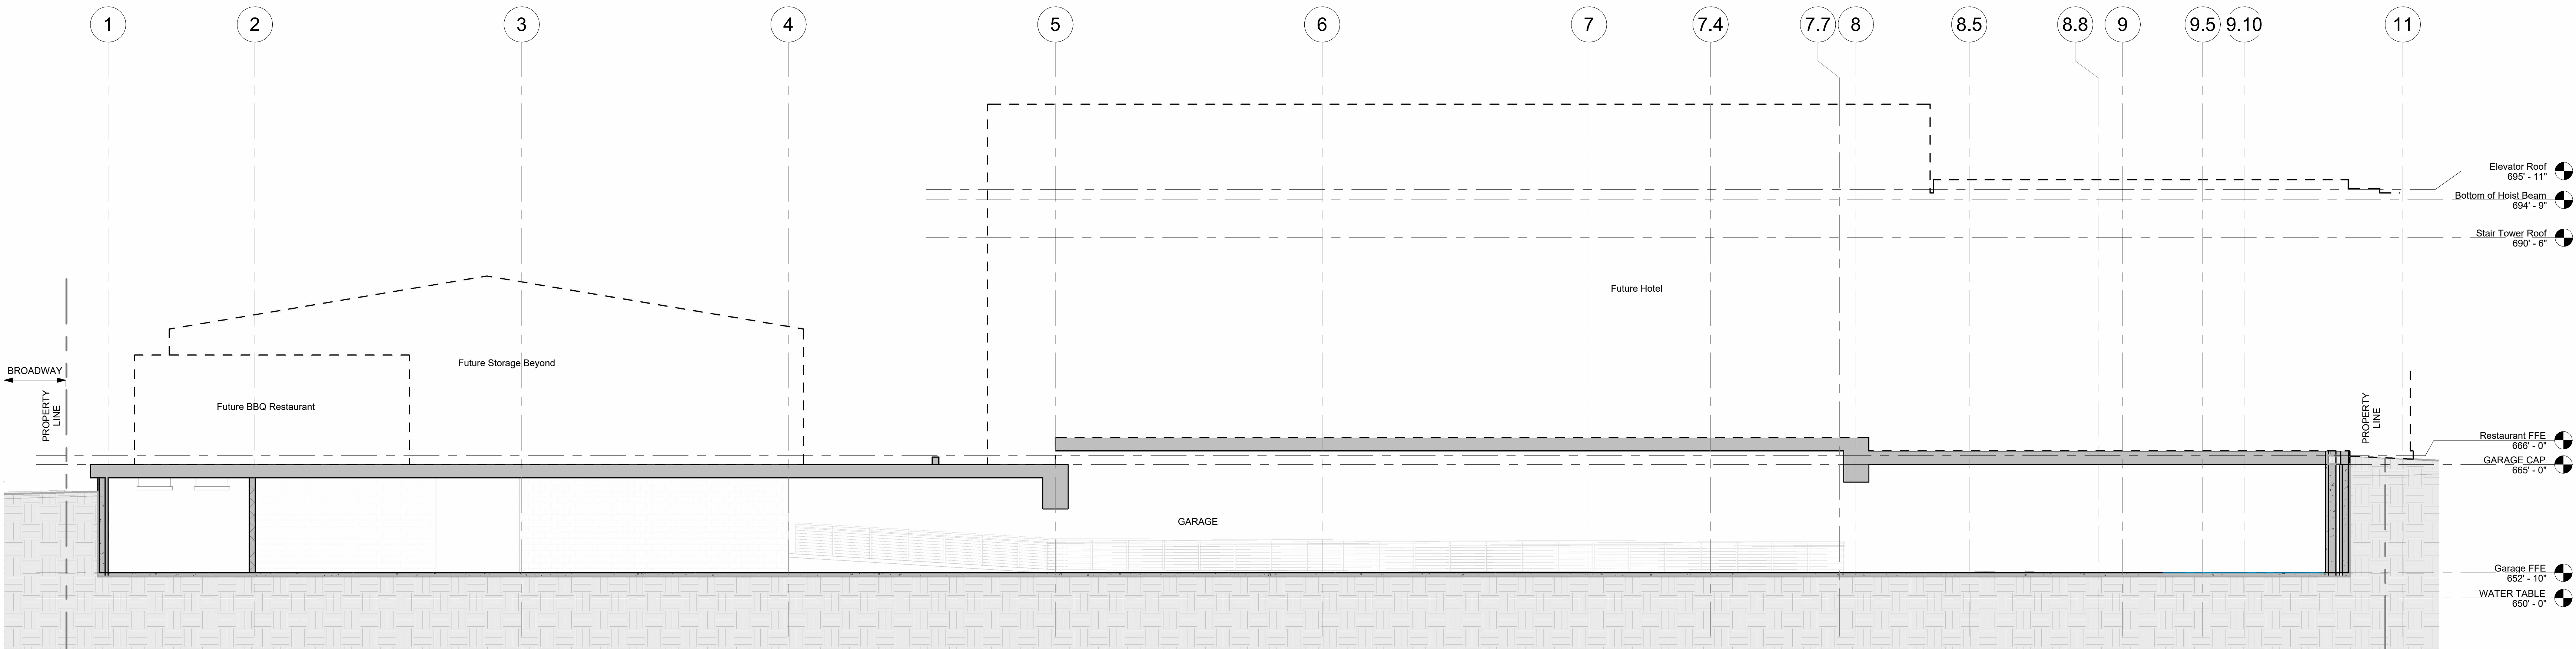 1
2
3
4
5
6
7
7.4
7.7
8
8.5
8.8
9
9.5
9.10
11
Elevator Roof
695' - 11"
Bottom of Hoist Beam
694' - 9"
Stair Tower Roof
690' - 6"
Future Hotel
Future Storage Beyond
BROADWAY
Future BBQ Restaurant
PROPERTY
LINE
PROPERTY
LINE
Restaurant FFE
666' - 0"
GARAGE CAP
665' - 0"
GARAGE
Garage FFE
652' - 10"
WATER TABLE
650' - 0"